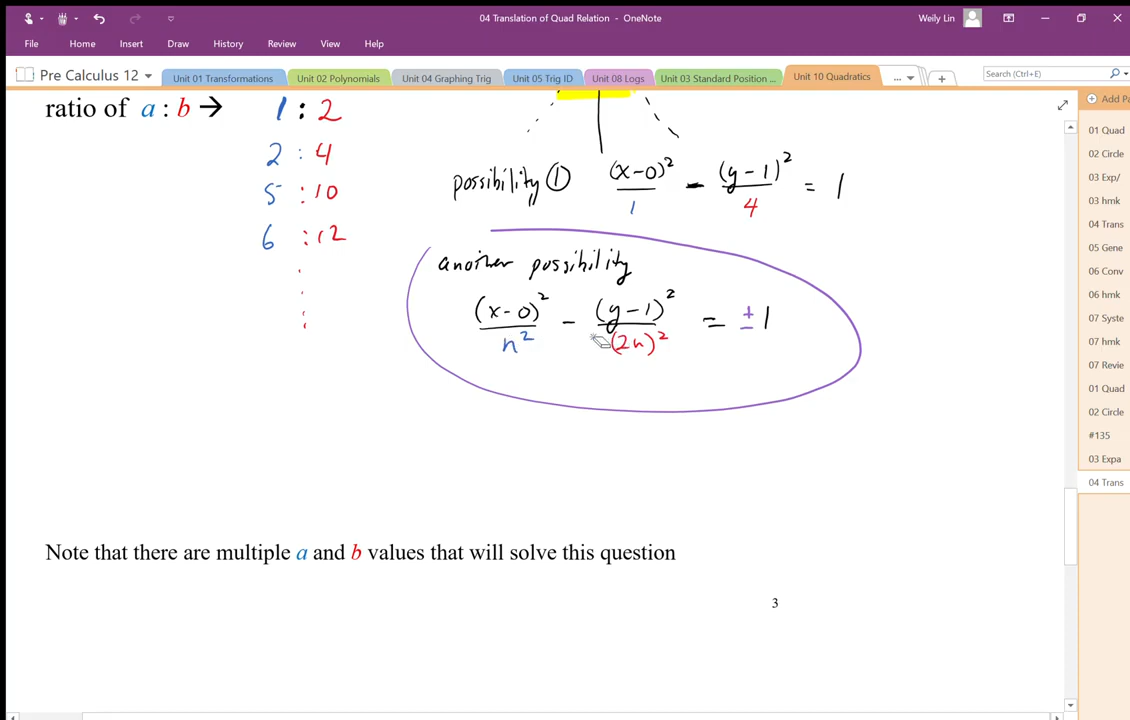 04 Translation of Quad Relation - OneNote
Weily Lin
File Home Insert Draw History Review View Help
Pre Calculus 12
Unit 01 Transformations
Unit 02 Polynomials
Unit 04 Graphing Trig
Unit 05 Trig ID
Unit 08 Logs
Unit 03 Standard Position ...
Unit 10 Quadratics
...
Search (Ctrl+E)
Add Pa
01 Quad
02 Circle
03 Exp/
03 hmk
04 Trans
05 Gene
06 Conv
06 hmk
07 Syste
07 hmk
07 Revie
01 Quad
02 Circle
#135
03 Expa
04 Trans
ratio of a : b → 1 : 2
2 : 4
5 : 10
6 : 12
possibility ① (x-0)²/1 - (y-1)²/4 = 1
another possibility
(x-0)²/n² - (y-1)²/(2n)² = ±1
Note that there are multiple a and b values that will solve this question
3